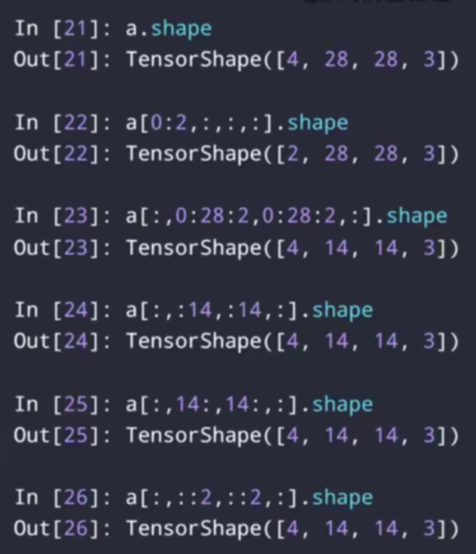 In [21]: a.shape
Out[21]: TensorShape([4, 28, 28, 3])
In [22]: a[0:2,:,:,:].shape
Out[22]: TensorShape([2, 28, 28, 3])
In [23]: a[:,0:28:2,0:28:2,:].shape
Out[23]: TensorShape([4, 14, 14, 3])
In [24]: a[:,:14,:14,:].shape
Out[24]: TensorShape([4, 14, 14, 3])
In [25]: a[:,14:,14:,:].shape
Out[25]: TensorShape([4, 14, 14, 3])
In [26]: a[:,::2,::2,:].shape
Out[26]: TensorShape([4, 14, 14, 3])